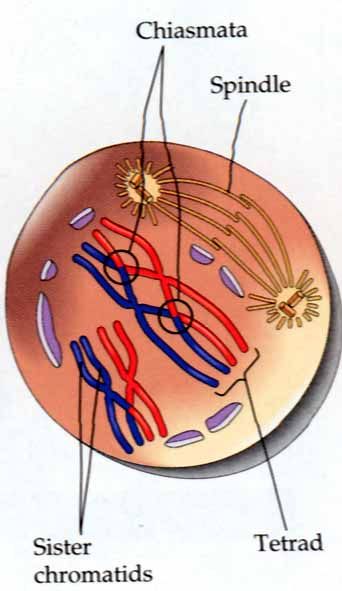 Chiasmata
Spindle
Sister
chromatids
Tetrad